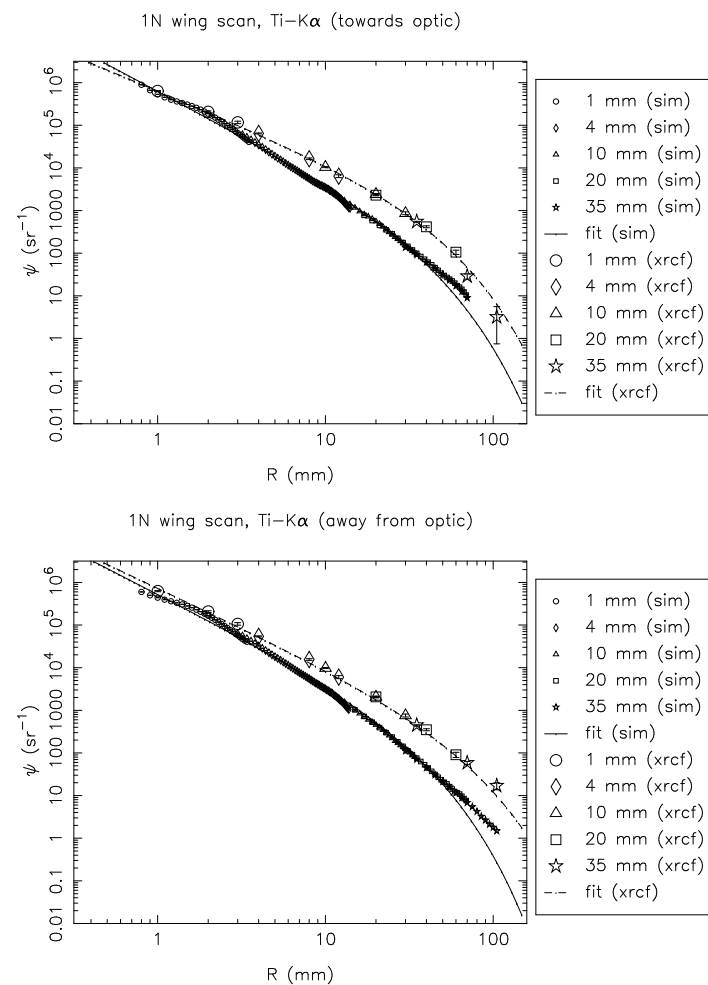 1N wing scan, Ti−Kα (towards optic)
10⁶
10⁵
10⁴
1000
100
10
1
0.1
0.01
ψ (sr⁻¹)
1
10
100
R (mm)
1 mm (sim)
4 mm (sim)
10 mm (sim)
20 mm (sim)
35 mm (sim)
fit (sim)
1 mm (xrcf)
4 mm (xrcf)
10 mm (xrcf)
20 mm (xrcf)
35 mm (xrcf)
fit (xrcf)
1N wing scan, Ti−Kα (away from optic)
10⁶
10⁵
10⁴
1000
100
10
1
0.1
0.01
ψ (sr⁻¹)
1
10
100
R (mm)
1 mm (sim)
4 mm (sim)
10 mm (sim)
20 mm (sim)
35 mm (sim)
fit (sim)
1 mm (xrcf)
4 mm (xrcf)
10 mm (xrcf)
20 mm (xrcf)
35 mm (xrcf)
fit (xrcf)